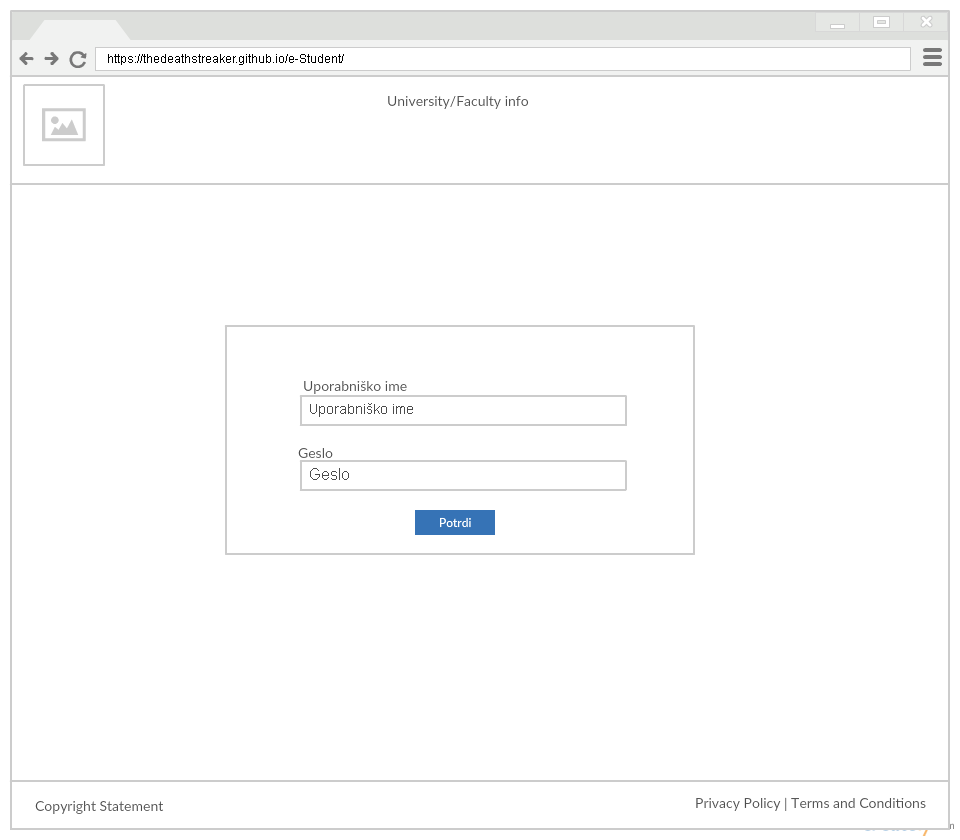 https://thedeathstreaker.github.io/e-Student/
University/Faculty info
Uporabniško ime
Uporabniško ime
Geslo
Geslo
Potrdi
Copyright Statement
Privacy Policy | Terms and Conditions